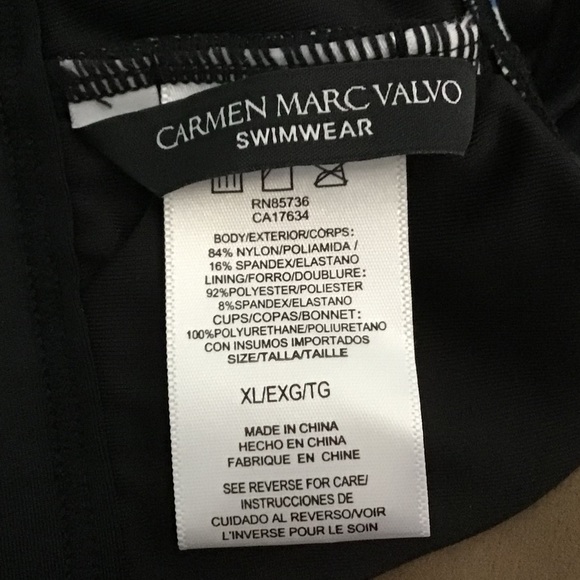 CARMEN MARC VALVO
SWIMWEAR
RN85736
CA17634
BODY/EXTERIOR/CORPS:
84% NYLON/POLIAMIDA /
16% SPANDEX/ELASTANO
LINING/FORRO/DOUBLURE:
92%POLYESTER/POLIESTER
8%SPANDEX/ELASTANO
CUPS/COPAS/BONNET:
100%POLYURETHANE/POLIURETANO
CON INSUMOS IMPORTADOS
SIZE/TALLA/TAILLE
XL/EXG/TG
MADE IN CHINA
HECHO EN CHINA
FABRIQUE EN CHINE
SEE REVERSE FOR CARE/
INSTRUCCIONES DE
CUIDADO AL REVERSO/VOIR
L'INVERSE POUR LE SOIN